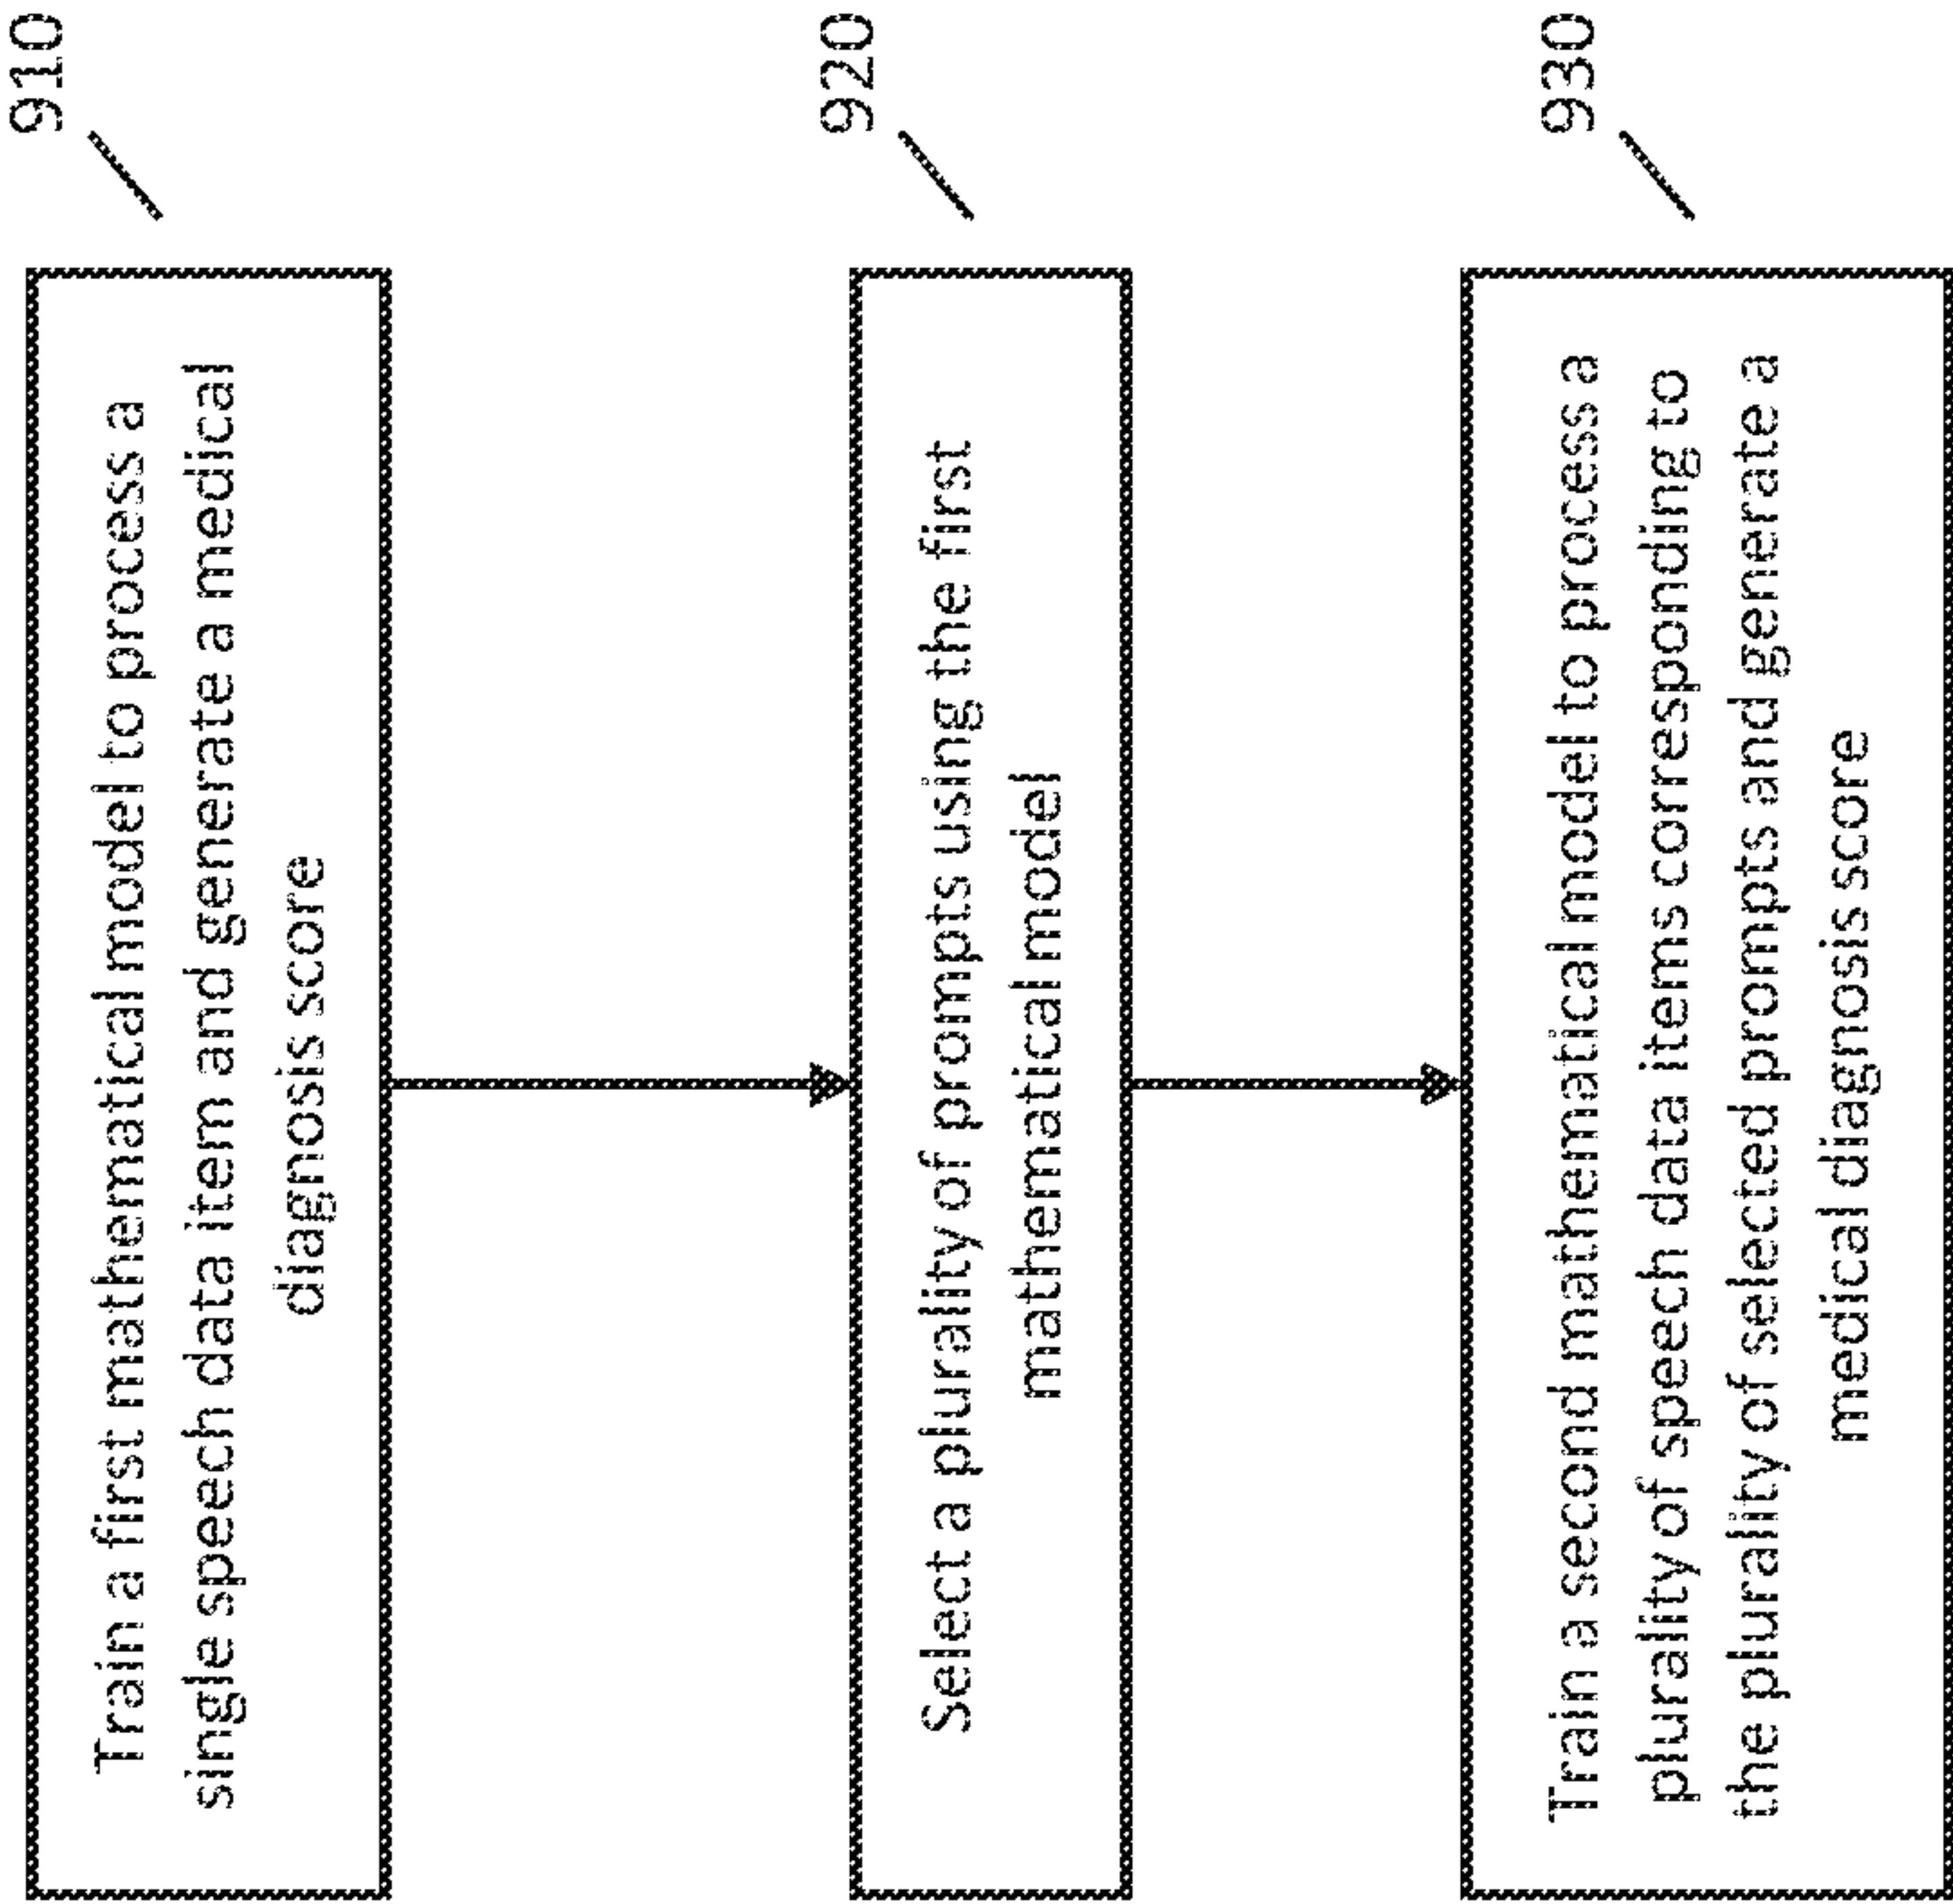 910
Train a first mathematical model to process a
single speech data item and generate a medical
diagnosis score
920
Select a plurality of prompts using the first
mathematical model
930
Train a second mathematical model to process a
plurality of speech data items corresponding to
the plurality of selected prompts and generate a
medical diagnosis score